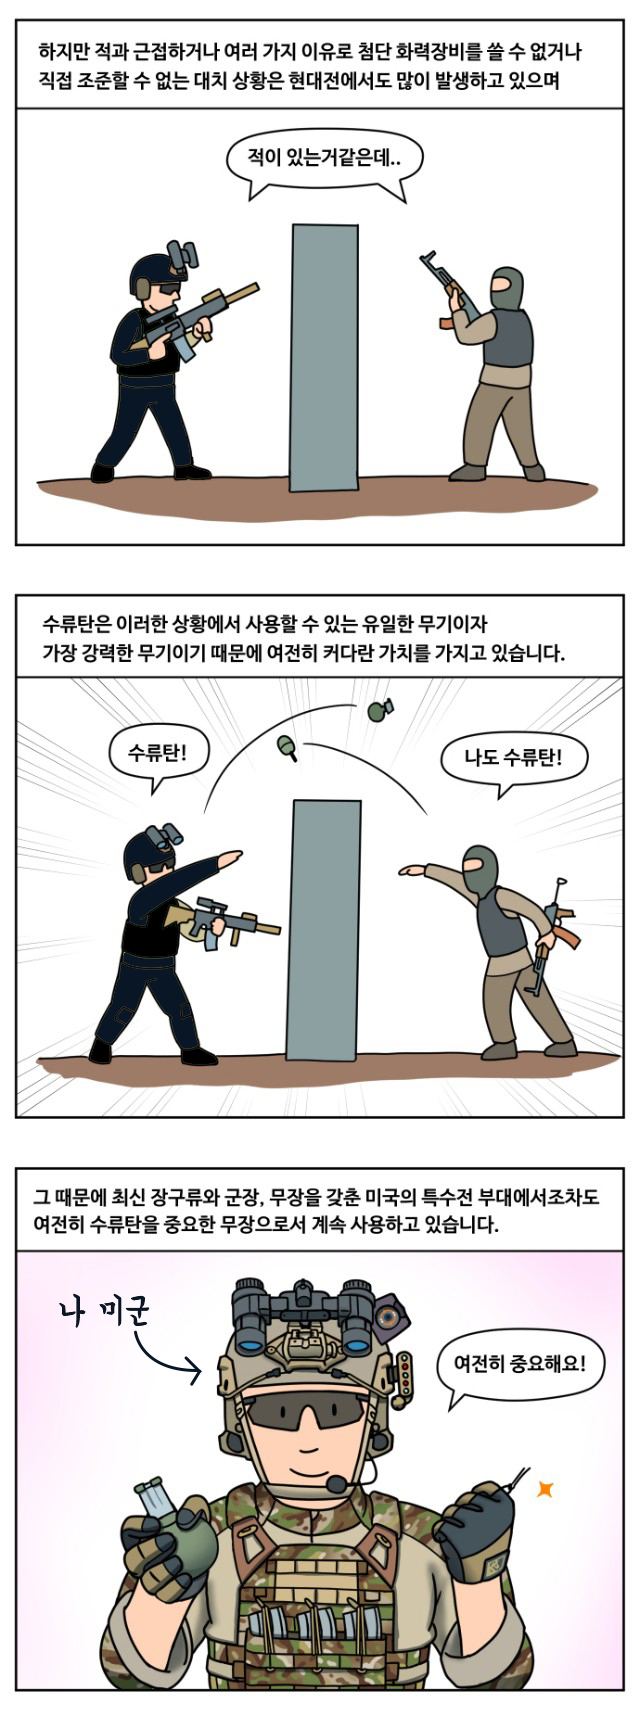 하지만 적과 근접하거나 여러 가지 이유로 첨단 화력장비를 쓸 수 없거나
직접 조준할 수 없는 대치 상황은 현대전에서도 많이 발생하고 있으며
적이 있는거같은데..
수류탄은 이러한 상황에서 사용할 수 있는 유일한 무기이자
가장 강력한 무기이기 때문에 여전히 커다란 가치를 가지고 있습니다.
수류탄!
나도 수류탄!
그 때문에 최신 장구류와 군장, 무장을 갖춘 미국의 특수전 부대에서조차도
여전히 수류탄을 중요한 무장으로서 계속 사용하고 있습니다.
나 미군
여전히 중요해요!